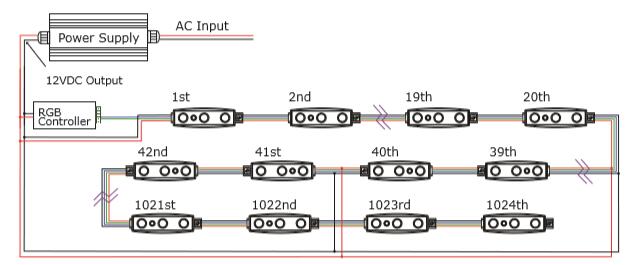 AC Input
Power Supply
12VDC Output
RGB
Controller
1st
2nd
19th
20th
42nd
41st
40th
39th
1021st
1022nd
1023rd
1024th